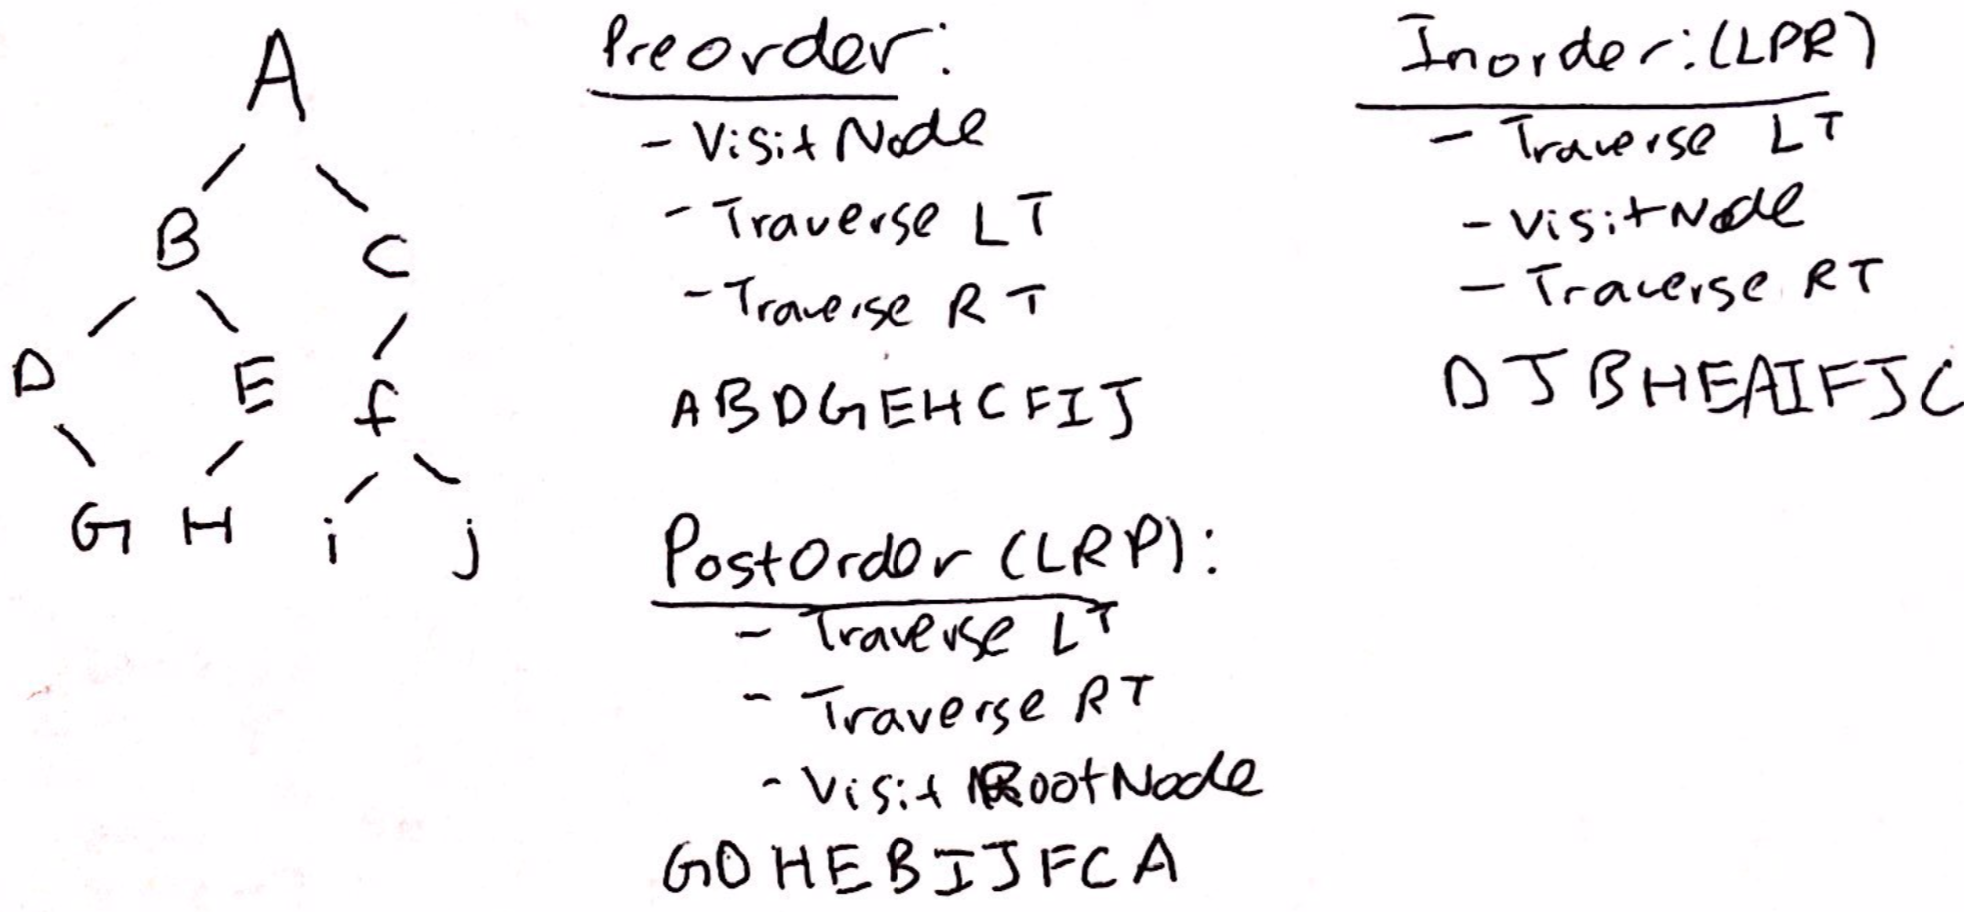 A
B C
D E f
G H i j
Preorder:
- Visit Node
- Traverse LT
- Traverse RT
ABDGEHCFIJ
Inorder: (LPR)
- Traverse LT
- Visit Node
- Traverse RT
DJBHEAIFJC
PostOrder (LRP):
- Traverse LT
- Traverse RT
- Visit Root Node
GDHEBIJFCA